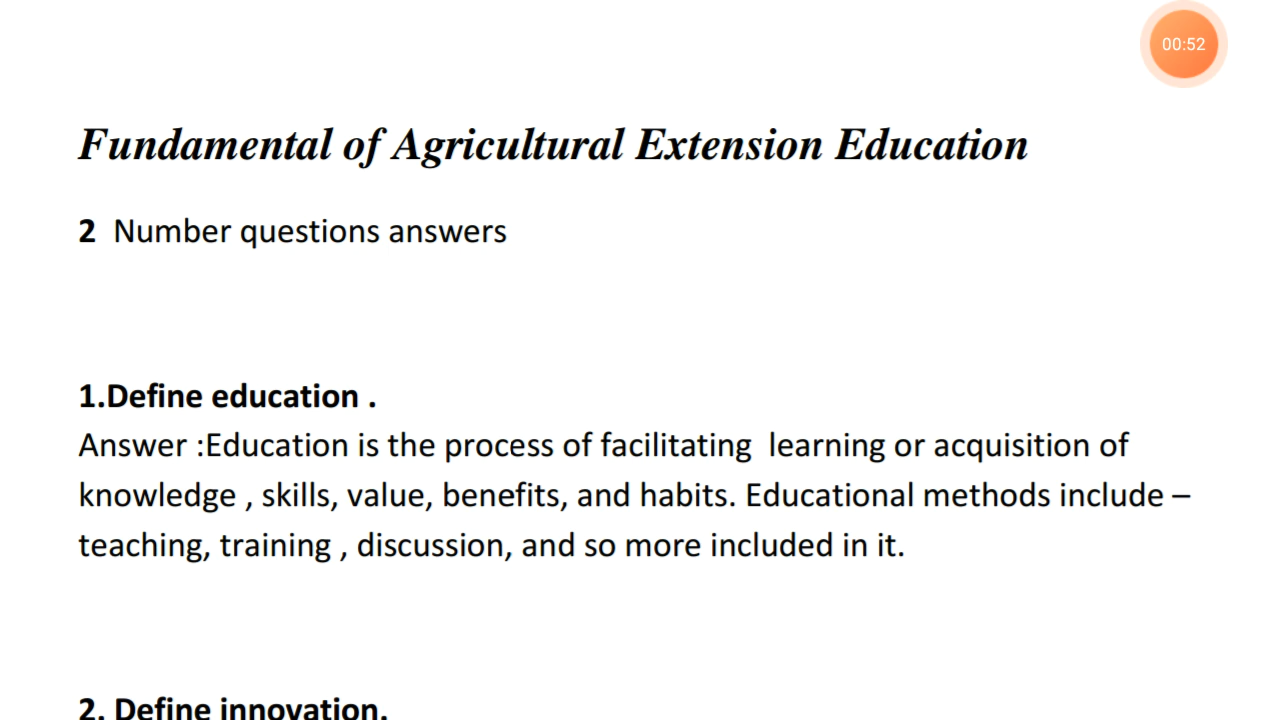 00:52
Fundamental of Agricultural Extension Education
2 Number questions answers
1.Define education .
Answer :Education is the process of facilitating  learning or acquisition of
knowledge , skills, value, benefits, and habits. Educational methods include –
teaching, training , discussion, and so more included in it.
2. Define innovation.